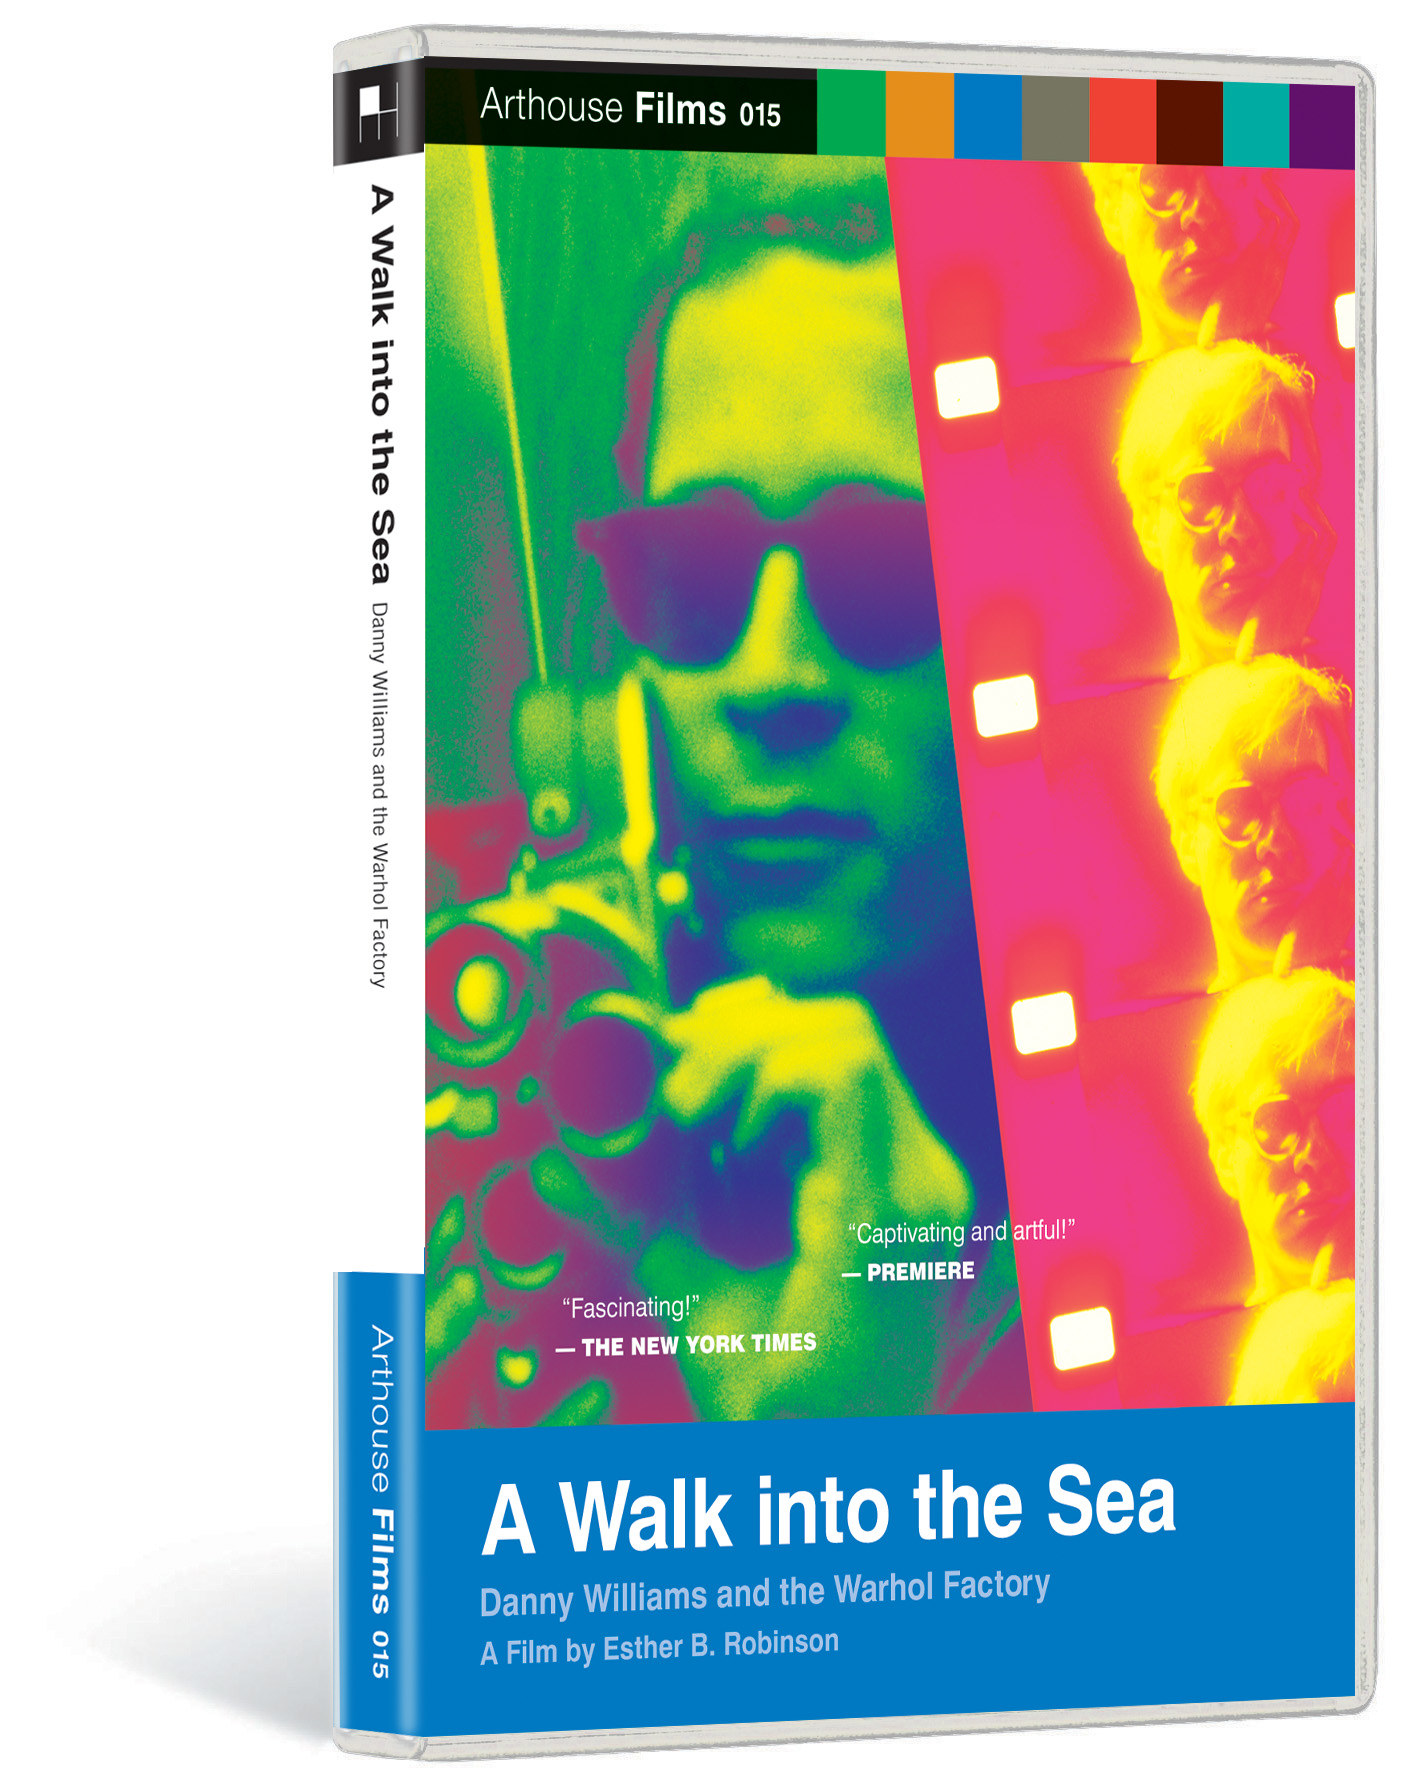 Arthouse Films 015
A Walk into the Sea Danny Williams and the Warhol Factory
Arthouse Films 015
“Captivating and artful!”
— PREMIERE
“Fascinating!”
— THE NEW YORK TIMES
A Walk into the Sea
Danny Williams and the Warhol Factory
A Film by Esther B. Robinson